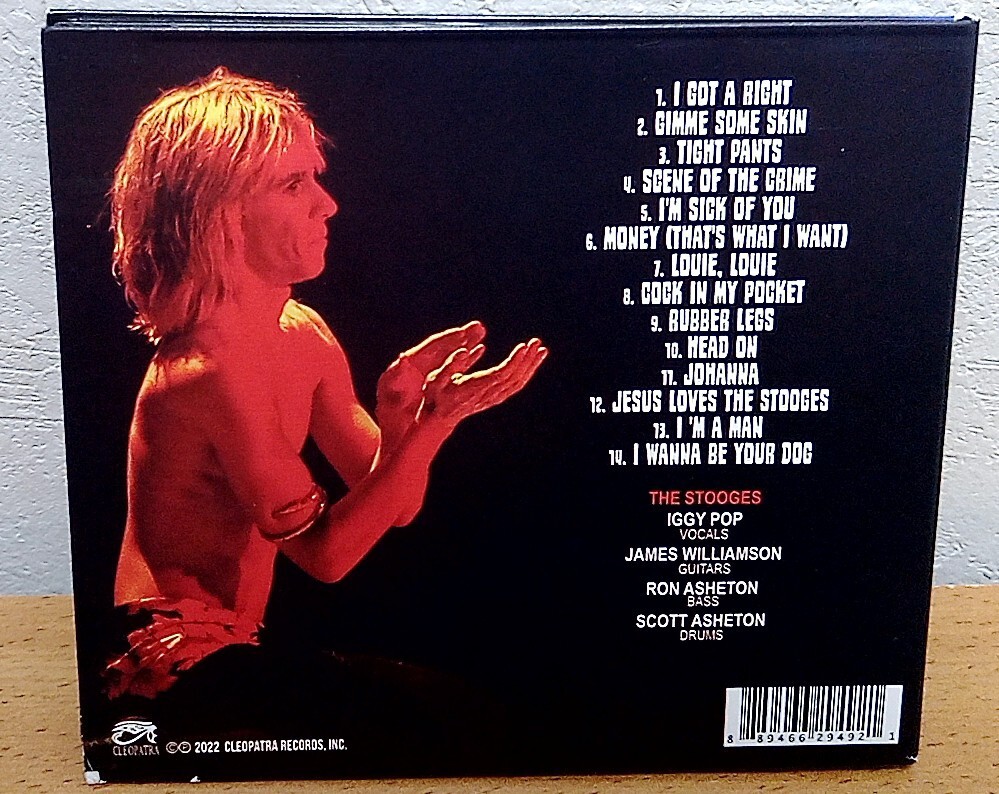 1. I GOT A RIGHT
2. GIMME SOME SKIN
3. TIGHT PANTS
4. SCENE OF THE CRIME
5. I'M SICK OF YOU
6. MONEY (THAT'S WHAT I WANT)
7. LOUIE, LOUIE
8. COCK IN MY POCKET
9. RUBBER LEGS
10. HEAD ON
11. JOHANNA
12. JESUS LOVES THE STOOGES
13. I 'M A MAN
14. I WANNA BE YOUR DOG
THE STOOGES
IGGY POP
VOCALS
JAMES WILLIAMSON
GUITARS
RON ASHETON
BASS
SCOTT ASHETON
DRUMS
CLEOPATRA
©℗ 2022 CLEOPATRA RECORDS, INC.
8 89466 29492 1